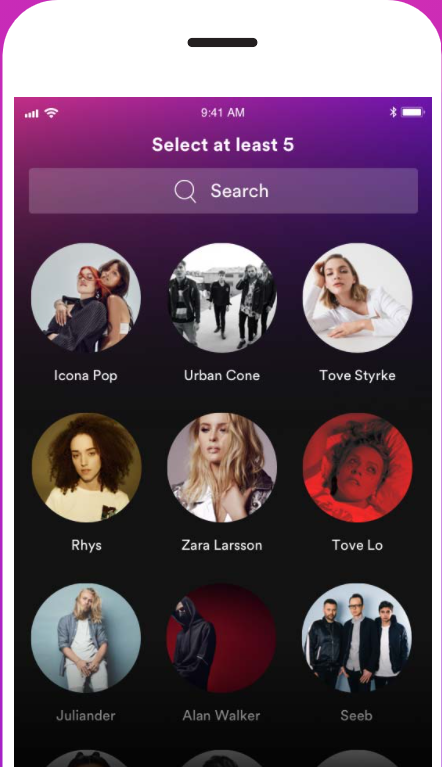 9:41 AM
Select at least 5
Search
Icona Pop
Urban Cone
Tove Styrke
Rhys
Zara Larsson
Tove Lo
Juliander
Alan Walker
Seeb